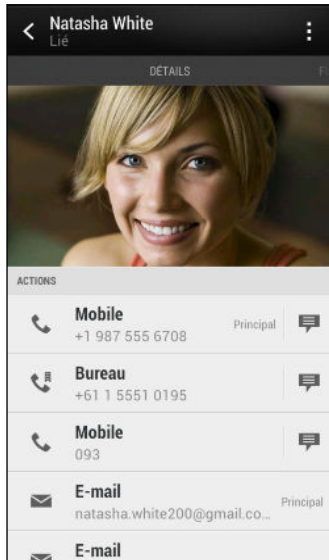 Natasha White
Lié
DÉTAILS
ACTIONS
Mobile
+1 987 555 6708
Principal
Bureau
+61 1 5551 0195
Mobile
093
E-mail
natasha.white200@gmail.co...
Principal
E-mail